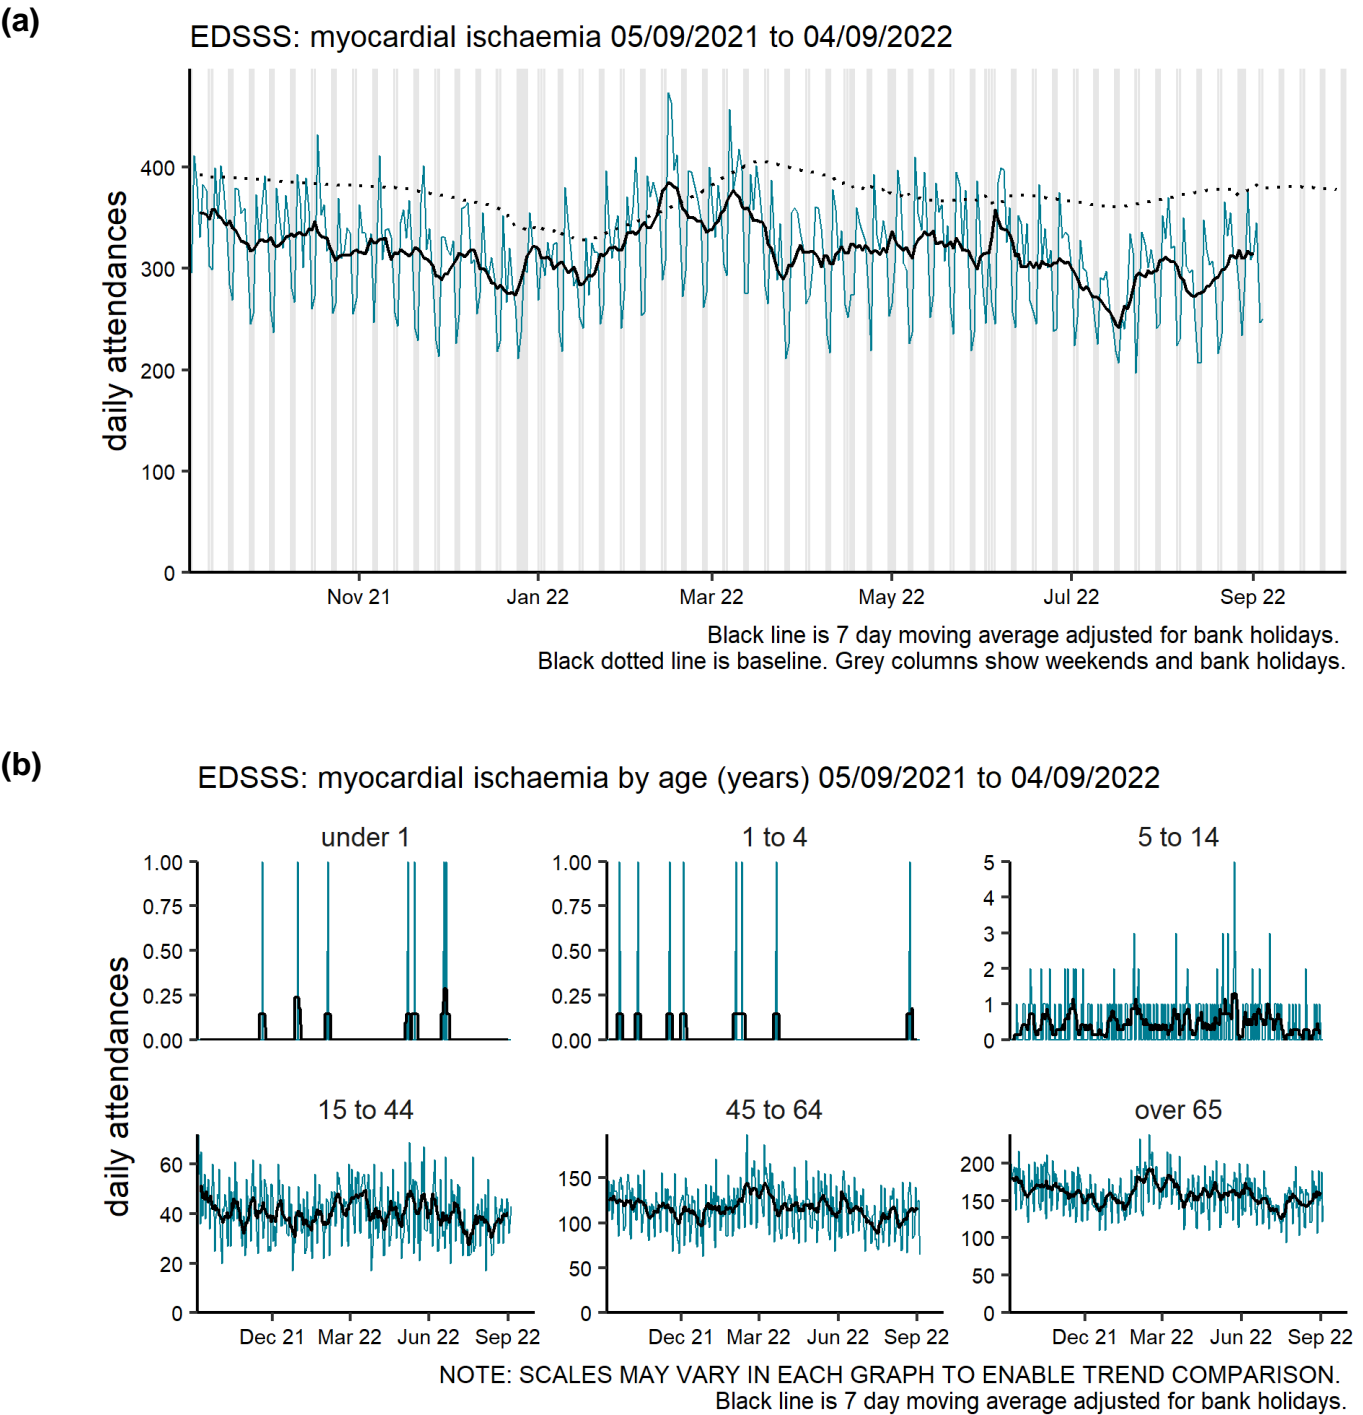 (a)
EDSSS: myocardial ischaemia 05/09/2021 to 04/09/2022
daily attendances
400
300
200
100
0
Nov 21 Jan 22 Mar 22 May 22 Jul 22 Sep 22
Black line is 7 day moving average adjusted for bank holidays.
Black dotted line is baseline. Grey columns show weekends and bank holidays.
(b)
EDSSS: myocardial ischaemia by age (years) 05/09/2021 to 04/09/2022
daily attendances
under 1
1.00
0.75
0.50
0.25
0.00
1 to 4
1.00
0.75
0.50
0.25
0.00
5 to 14
5
4
3
2
1
0
15 to 44
60
40
20
0
Dec 21 Mar 22 Jun 22 Sep 22
45 to 64
150
100
50
0
Dec 21 Mar 22 Jun 22 Sep 22
over 65
200
150
100
50
0
Dec 21 Mar 22 Jun 22 Sep 22
NOTE: SCALES MAY VARY IN EACH GRAPH TO ENABLE TREND COMPARISON.
Black line is 7 day moving average adjusted for bank holidays.